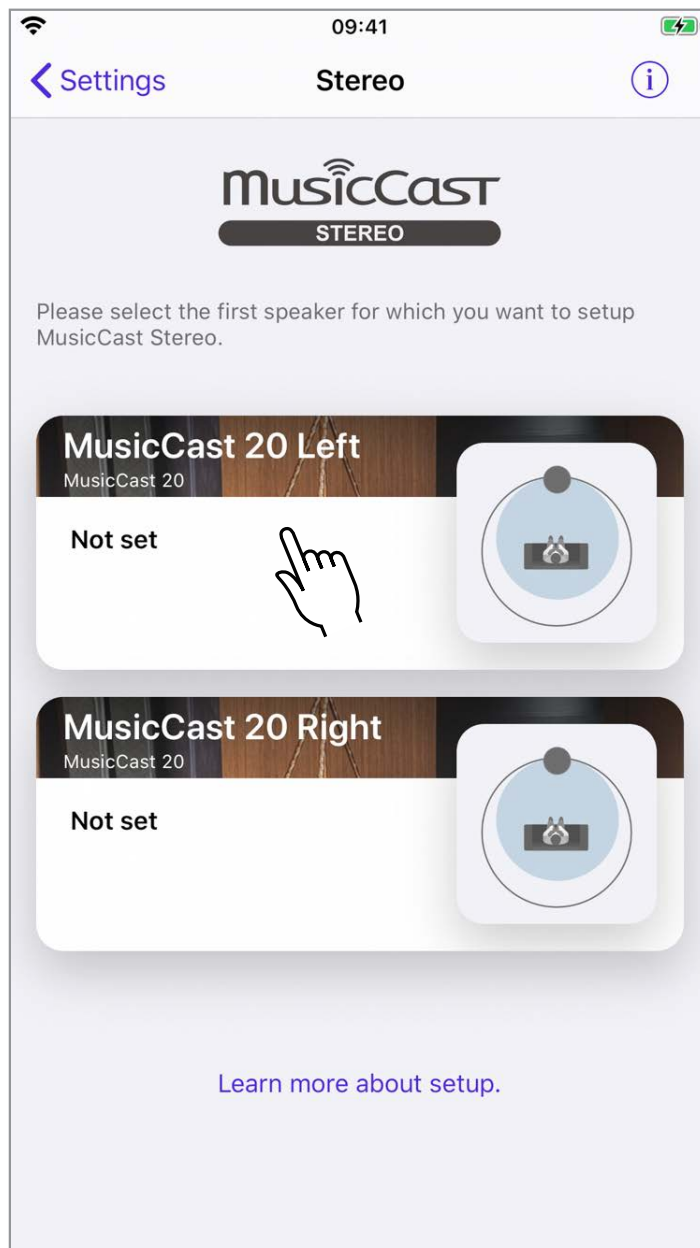 09:41
Settings
Stereo
i
MusicCast
STEREO
Please select the first speaker for which you want to setup
MusicCast Stereo.
MusicCast 20 Left
MusicCast 20
Not set
MusicCast 20 Right
MusicCast 20
Not set
Learn more about setup.